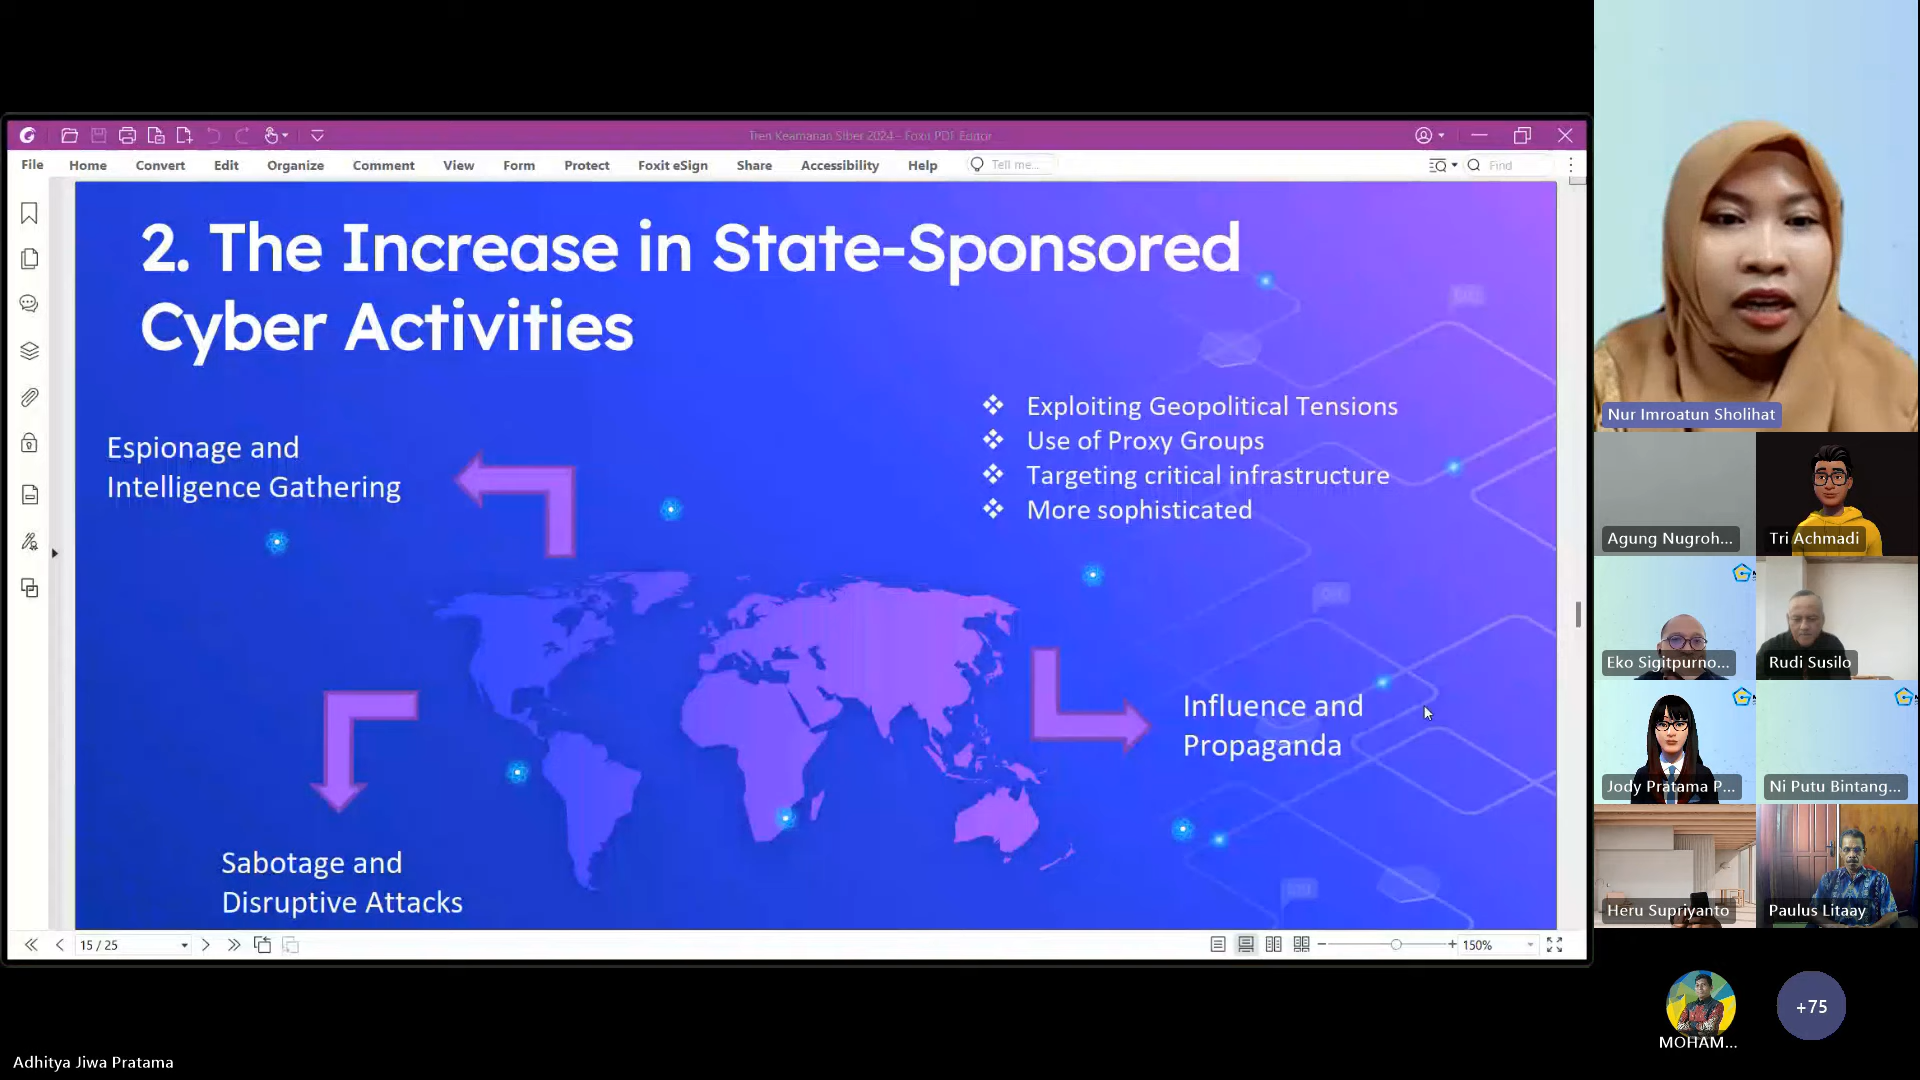 Tren Keamanan Siber 2024 - Foxit PDF Editor
File Home Convert Edit Organize Comment View Form Protect Foxit eSign Share Accessibility Help Tell me... Find
2. The Increase in State-Sponsored
Cyber Activities
❖ Exploiting Geopolitical Tensions
❖ Use of Proxy Groups
❖ Targeting critical infrastructure
❖ More sophisticated
Espionage and
Intelligence Gathering
Influence and
Propaganda
Sabotage and
Disruptive Attacks
15 / 25
150%
Nur Imroatun Sholihat
Agung Nugroh...
Tri Achmadi
Eko Sigitpurno...
Rudi Susilo
Jody Pratama P...
Ni Putu Bintang...
Heru Supriyanto
Paulus Litaay
MOHAM...
+75
Adhitya Jiwa Pratama